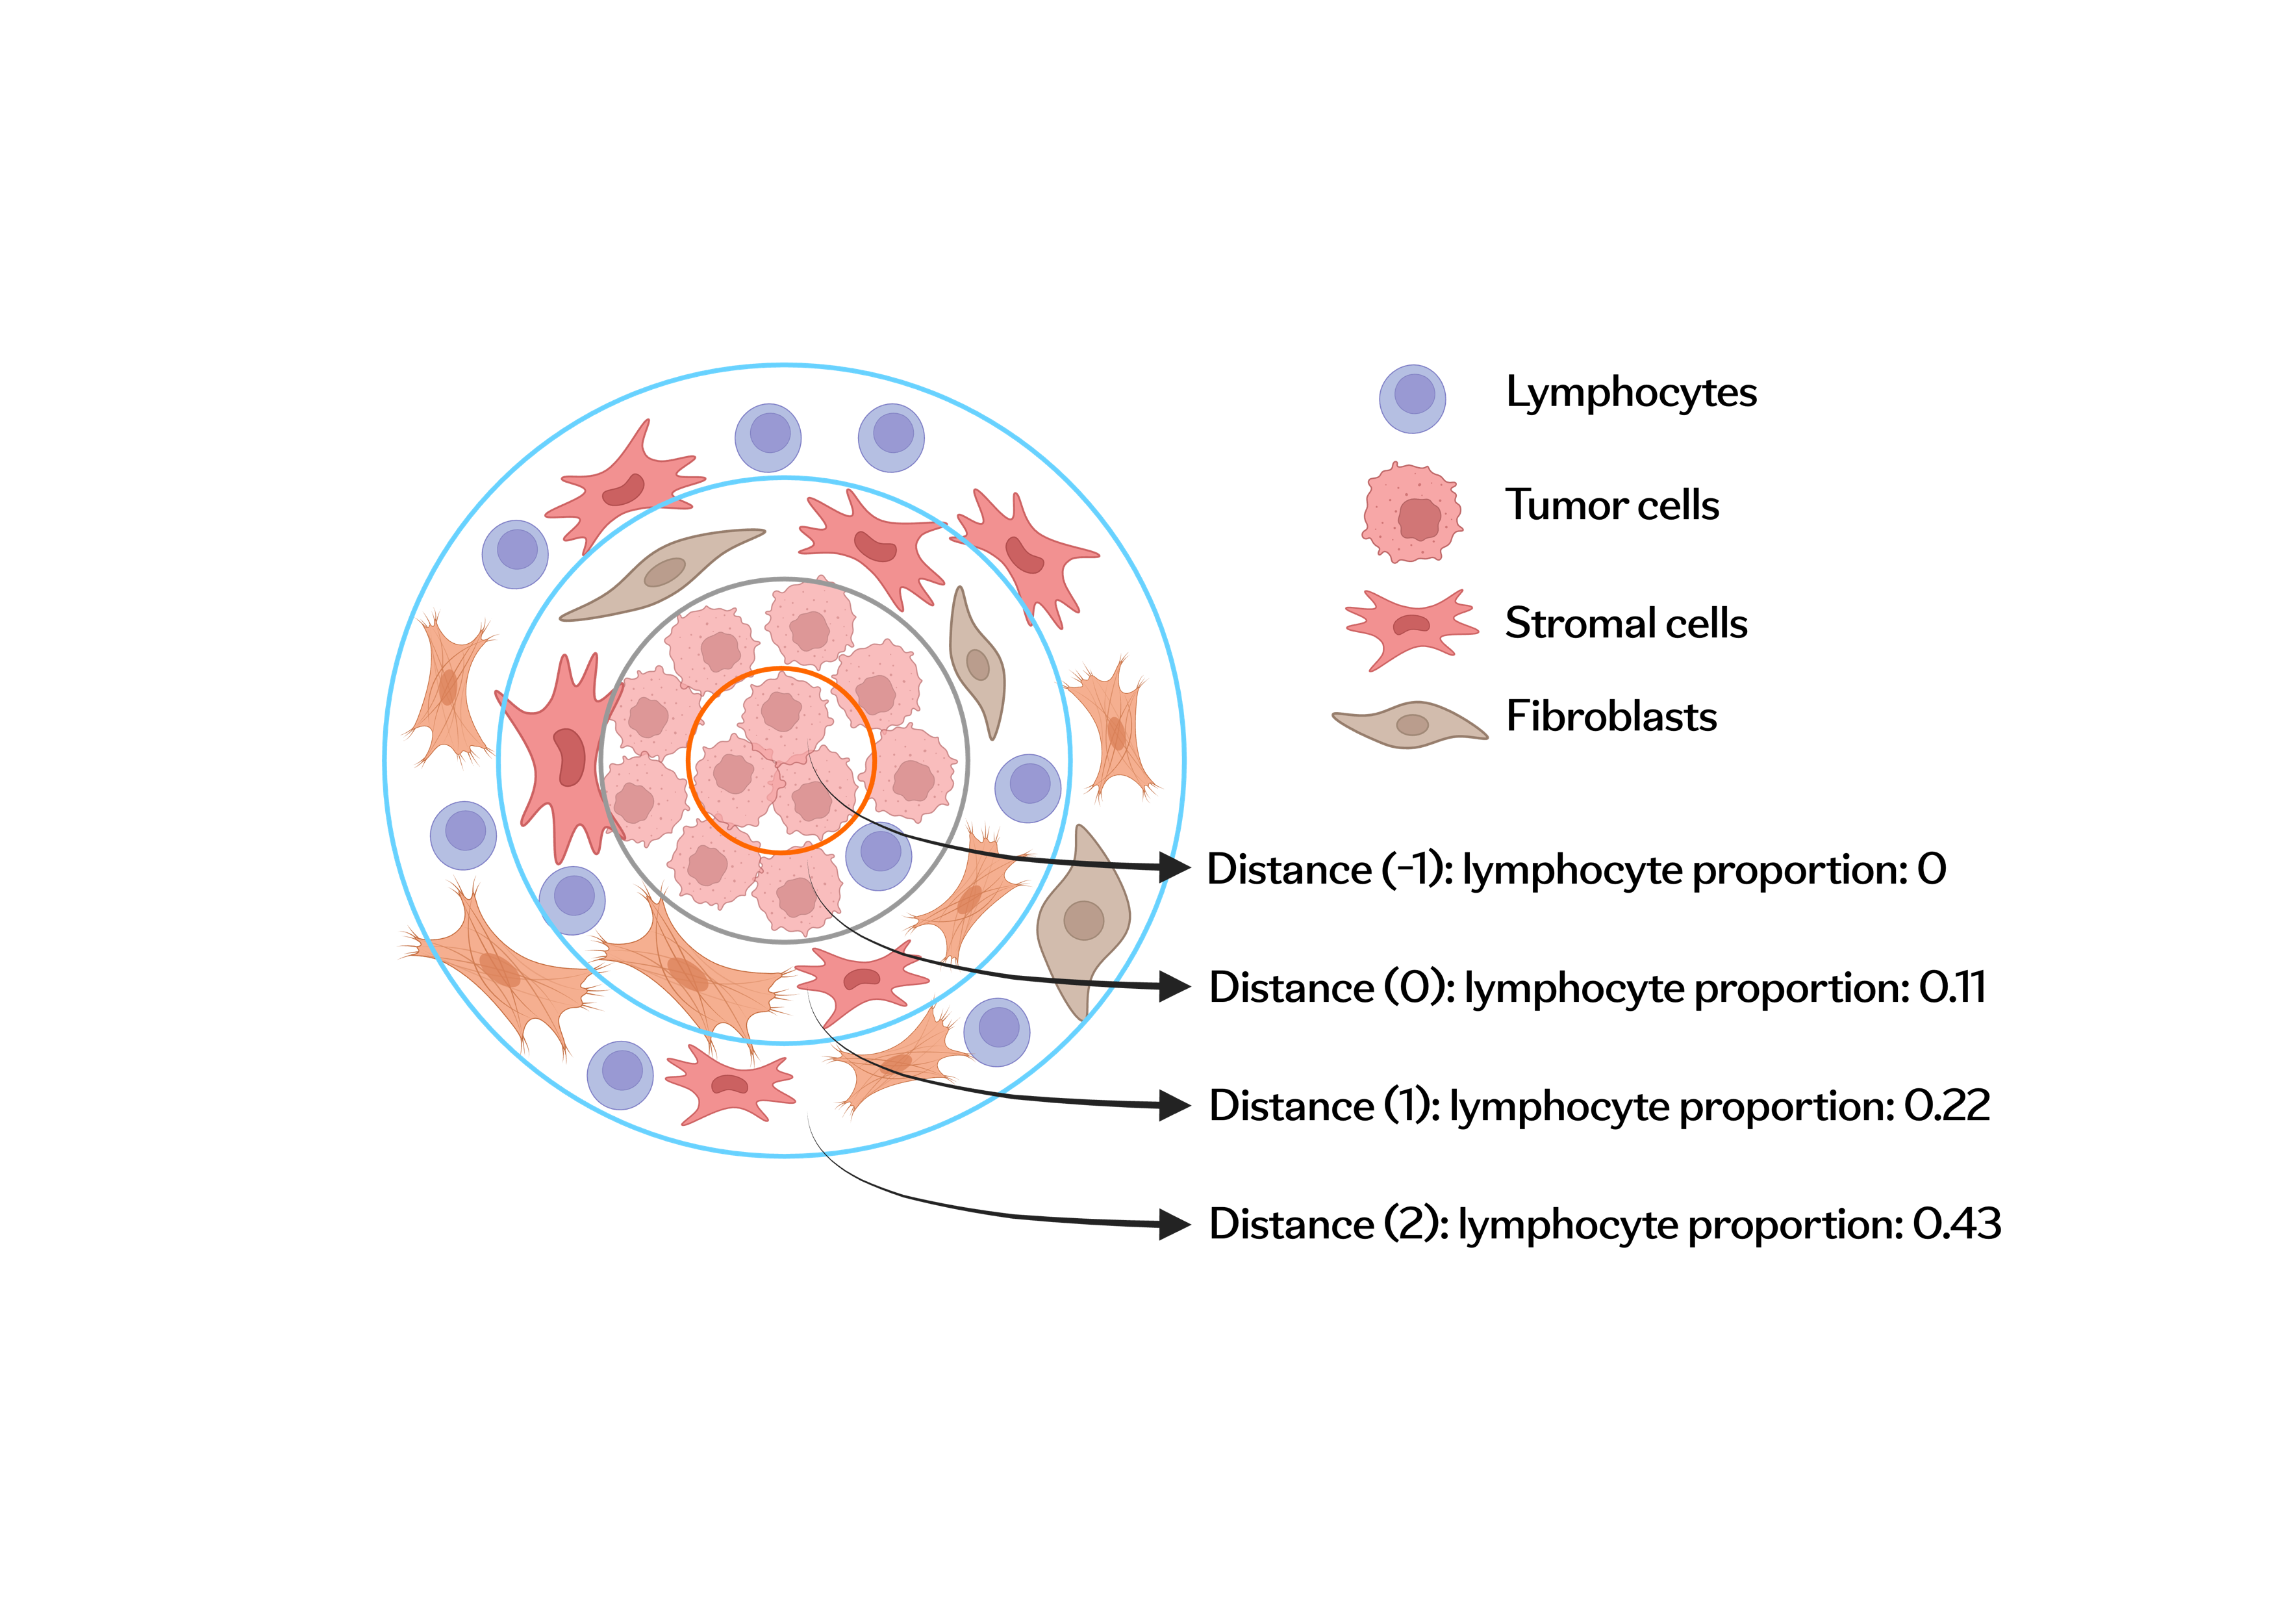 Lymphocytes
Tumor cells
Stromal cells
Fibroblasts
Distance (-1): lymphocyte proportion: 0
Distance (0): lymphocyte proportion: 0.11
Distance (1): lymphocyte proportion: 0.22
Distance (2): lymphocyte proportion: 0.43